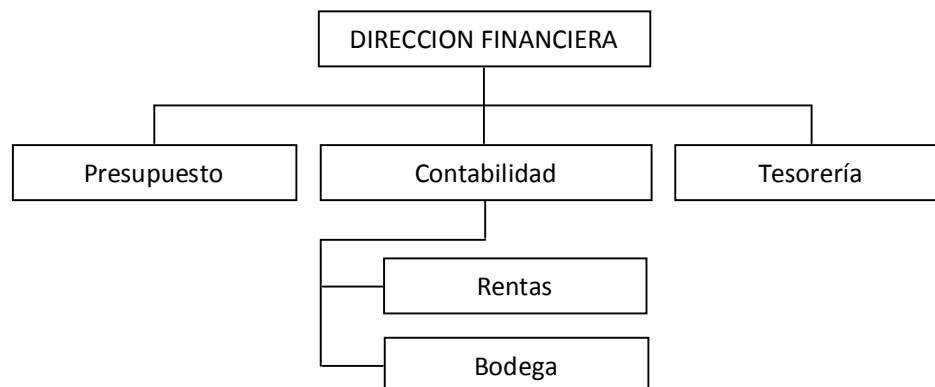 DIRECCION FINANCIERA
Presupuesto
Contabilidad
Tesorería
Rentas
Bodega